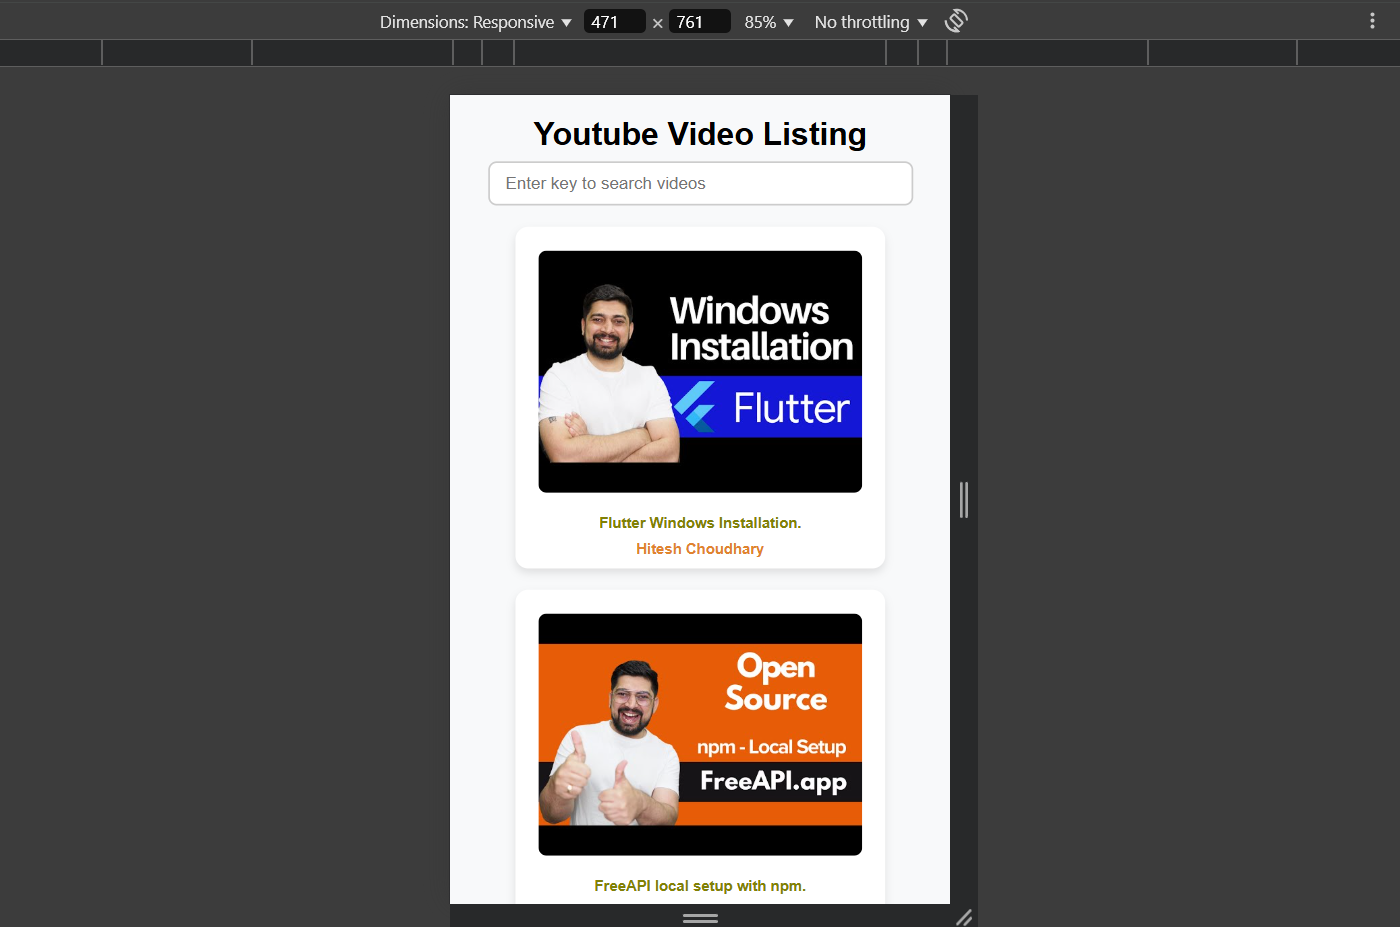 Dimensions: Responsive 471 × 761 85% No throttling
Youtube Video Listing
Enter key to search videos
Windows
Installation
Flutter
Flutter Windows Installation.
Hitesh Choudhary
Open
Source
npm - Local Setup
FreeAPI.app
FreeAPI local setup with npm.